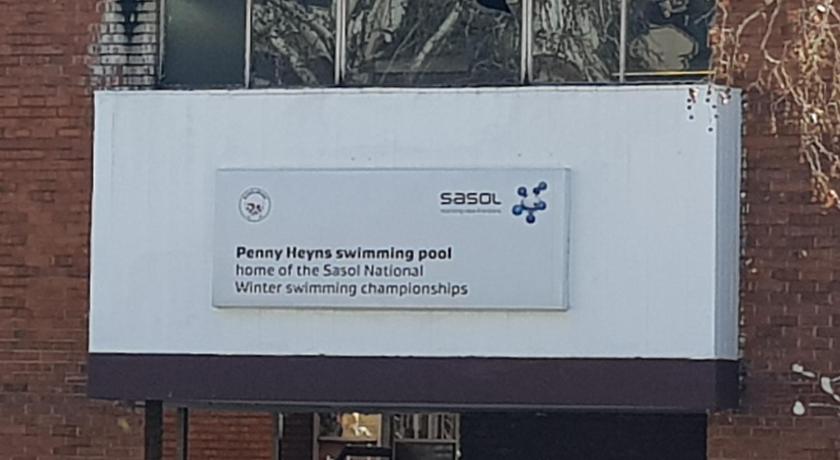 sasol
Penny Heyns swimming pool
home of the Sasol National
Winter swimming championships